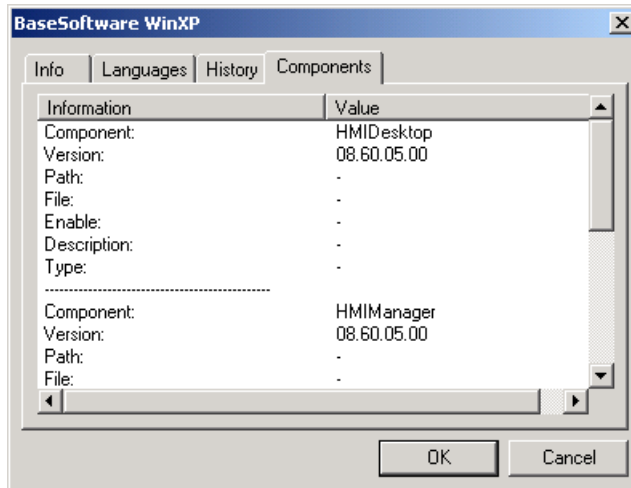 BaseSoftware WinXP
Info Languages History Components
Information Value
Component: HMIDesktop
Version: 08.60.05.00
Path: -
File: -
Enable: -
Description: -
Type: -
---------------------------------------------
Component: HMIManager
Version: 08.60.05.00
Path: -
File: -
OK Cancel